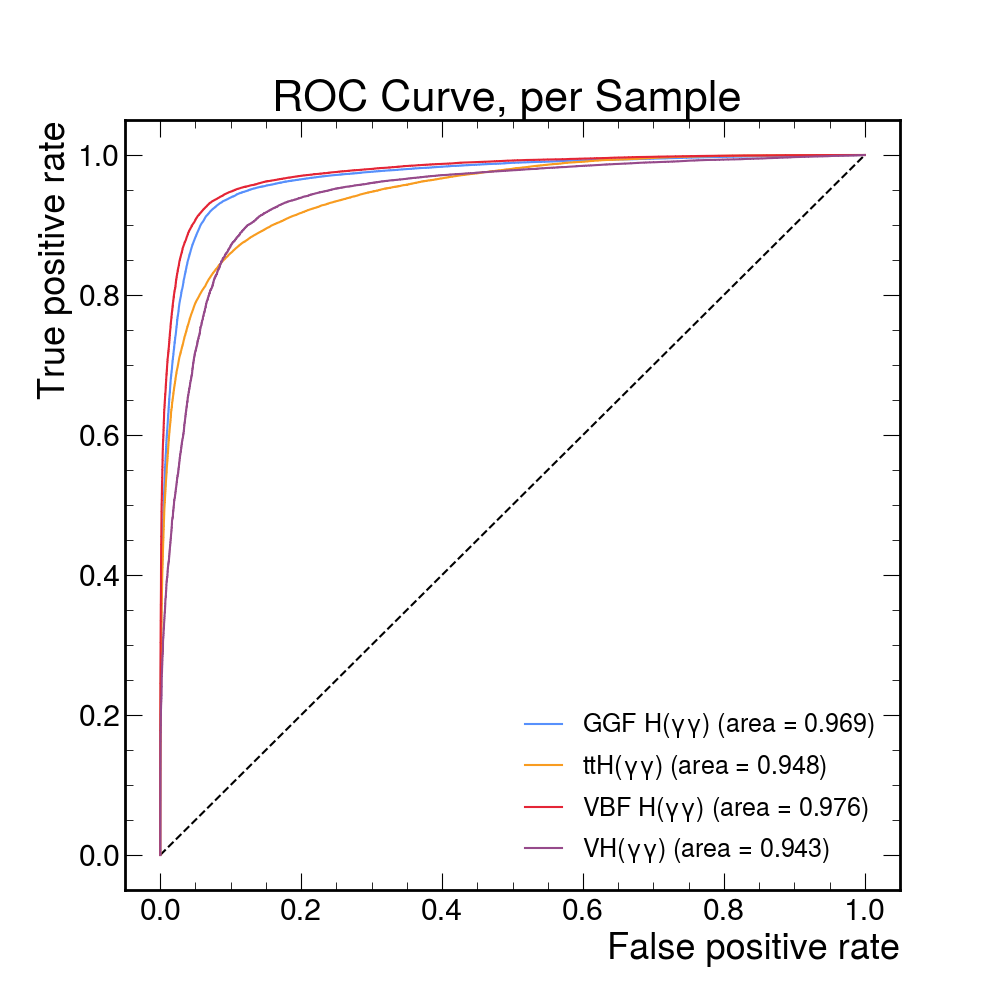 ROC Curve, per Sample
True positive rate
1.0
0.8
0.6
0.4
0.2
0.0
GGF H(γγ) (area = 0.969)
ttH(γγ) (area = 0.948)
VBF H(γγ) (area = 0.976)
VH(γγ) (area = 0.943)
0.0 0.2 0.4 0.6 0.8 1.0
False positive rate